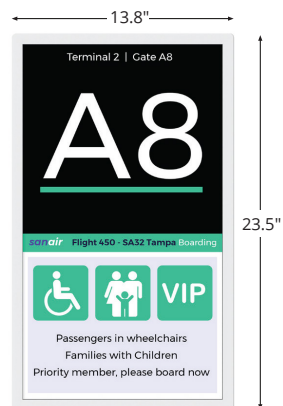 13.8"
Terminal 2 | Gate A8
A8
23.5"
sanair Flight 450 - SA32 Tampa Boarding
VIP
Passengers in wheelchairs
Families with Children
Priority member, please board now